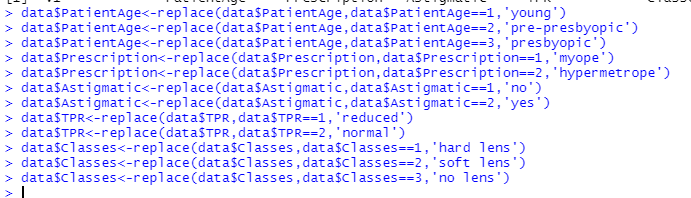 > data$PatientAge<-replace(data$PatientAge,data$PatientAge==1,'young')
> data$PatientAge<-replace(data$PatientAge,data$PatientAge==2,'pre-presbyopic')
> data$PatientAge<-replace(data$PatientAge,data$PatientAge==3,'presbyopic')
> data$Prescription<-replace(data$Prescription,data$Prescription==1,'myope')
> data$Prescription<-replace(data$Prescription,data$Prescription==2,'hypermetrope')
> data$Astigmatic<-replace(data$Astigmatic,data$Astigmatic==1,'no')
> data$Astigmatic<-replace(data$Astigmatic,data$Astigmatic==2,'yes')
> data$TPR<-replace(data$TPR,data$TPR==1,'reduced')
> data$TPR<-replace(data$TPR,data$TPR==2,'normal')
> data$Classes<-replace(data$Classes,data$Classes==1,'hard lens')
> data$Classes<-replace(data$Classes,data$Classes==2,'soft lens')
> data$Classes<-replace(data$Classes,data$Classes==3,'no lens')
>